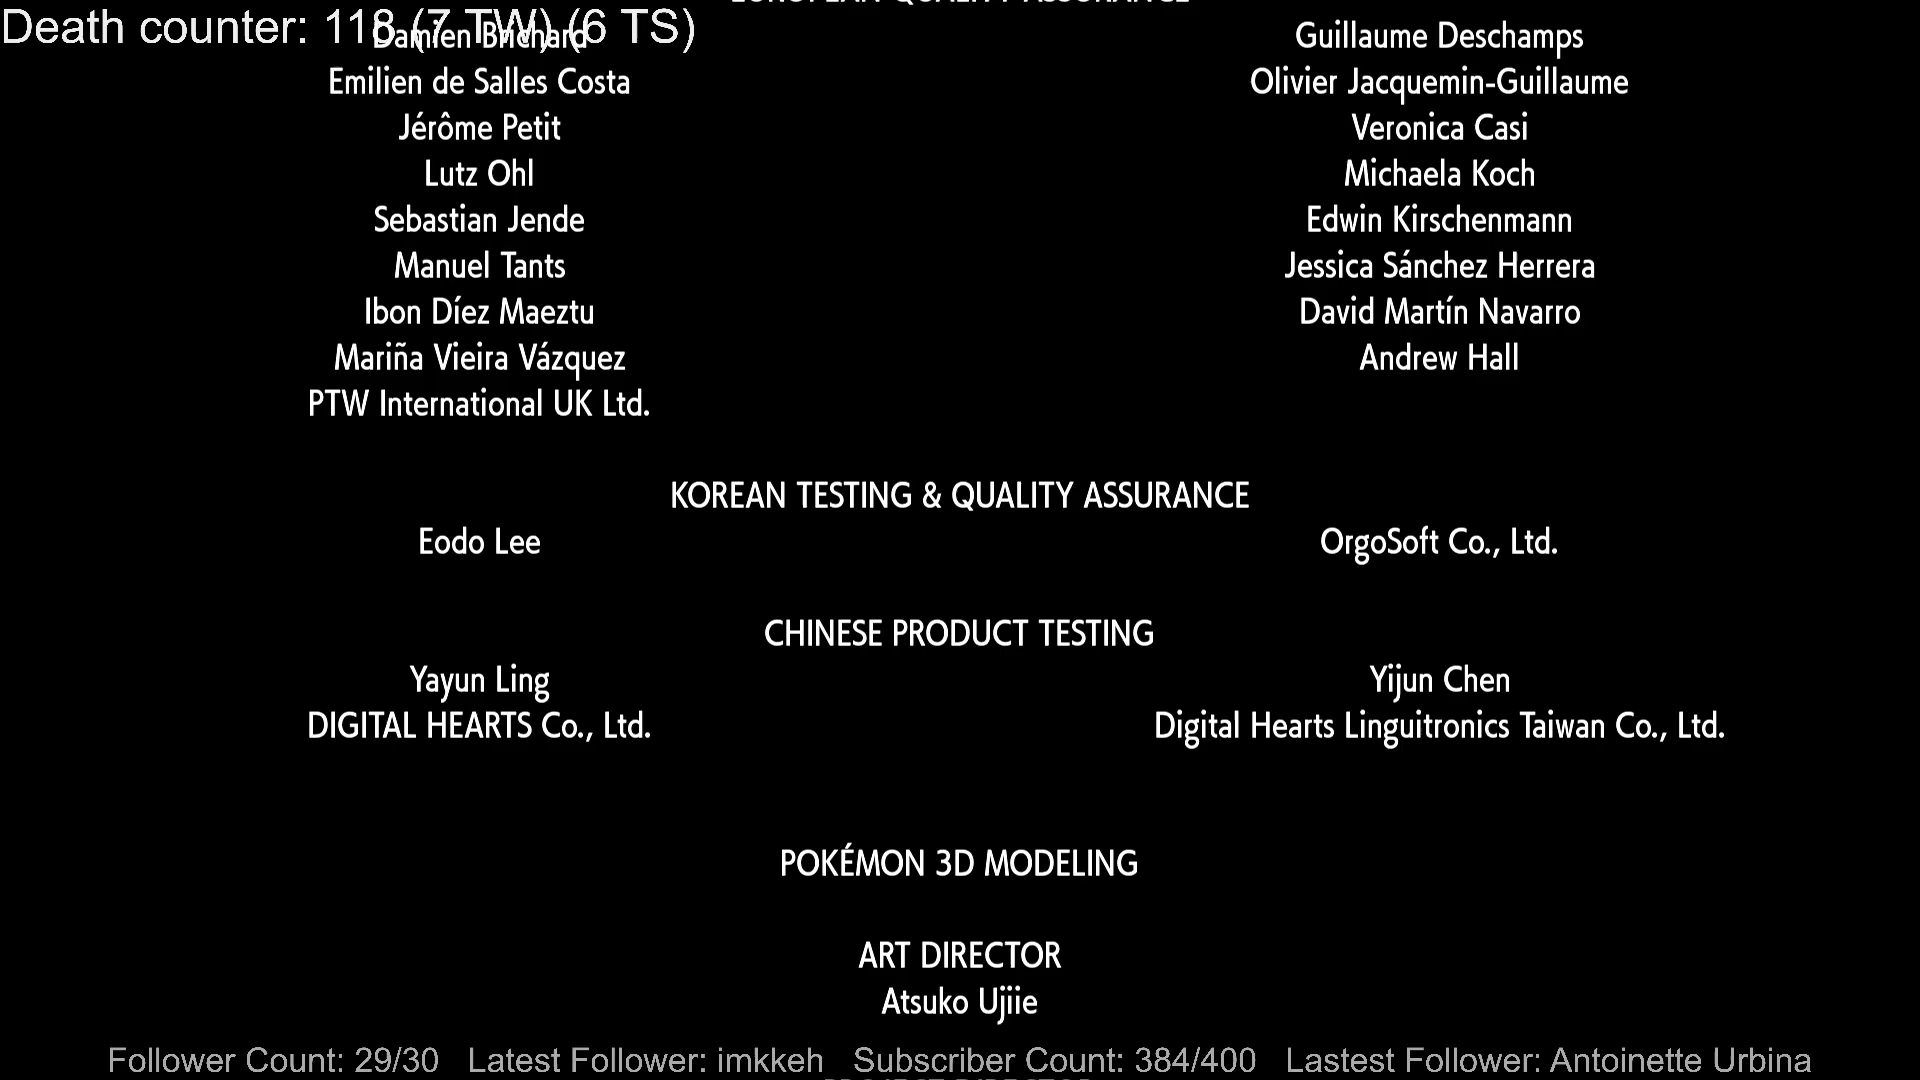 EUROPEAN QUALITY ASSURANCE
Death counter: 118 (7 TW) (6 TS)
Damien Brichard Guillaume Deschamps
Emilien de Salles Costa Olivier Jacquemin-Guillaume
Jérôme Petit Veronica Casi
Lutz Ohl Michaela Koch
Sebastian Jende Edwin Kirschenmann
Manuel Tants Jessica Sánchez Herrera
Ibon Díez Maeztu David Martín Navarro
Mariña Vieira Vázquez Andrew Hall
PTW International UK Ltd.
KOREAN TESTING & QUALITY ASSURANCE
Eodo Lee OrgoSoft Co., Ltd.
CHINESE PRODUCT TESTING
Yayun Ling Yijun Chen
DIGITAL HEARTS Co., Ltd. Digital Hearts Linguitronics Taiwan Co., Ltd.
POKÉMON 3D MODELING
ART DIRECTOR
Atsuko Ujiie
Follower Count: 29/30 Latest Follower: imkkeh Subscriber Count: 384/400 Lastest Follower: Antoinette Urbina